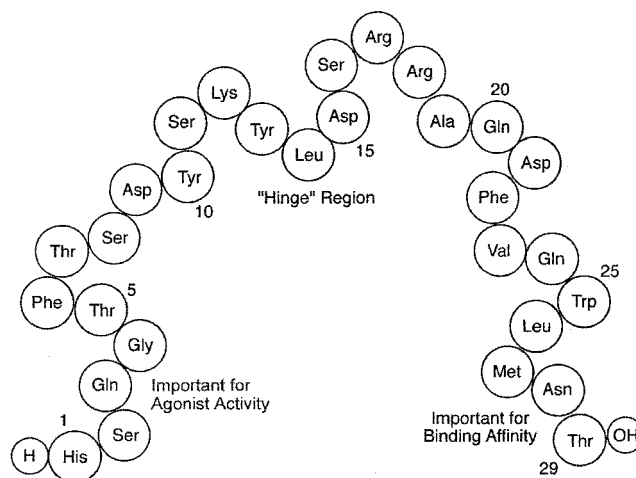 H
1
His
Ser
Gln
Gly
Thr
5
Phe
Thr
Ser
Asp
Tyr
10
Ser
Lys
Tyr
Leu
Asp
15
Ser
Arg
Arg
Ala
Gln
20
Asp
Phe
Val
Gln
Trp
25
Leu
Met
Asn
Thr
29
OH
"Hinge" Region
Important for
Agonist Activity
Important for
Binding Affinity